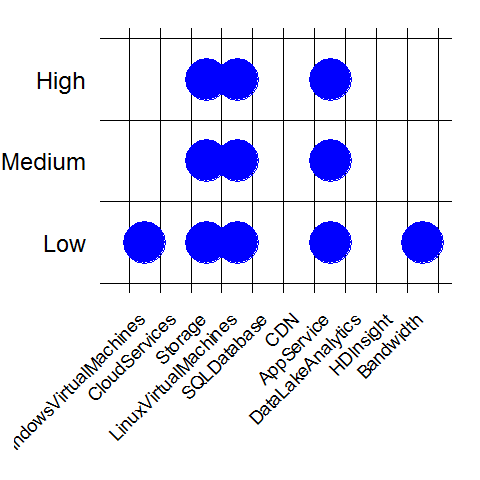 High
Medium
Low
ndowsVirtualMachines
CloudServices
Storage
LinuxVirtualMachines
SQLDatabase
CDN
AppService
DataLakeAnalytics
HDInsight
Bandwidth